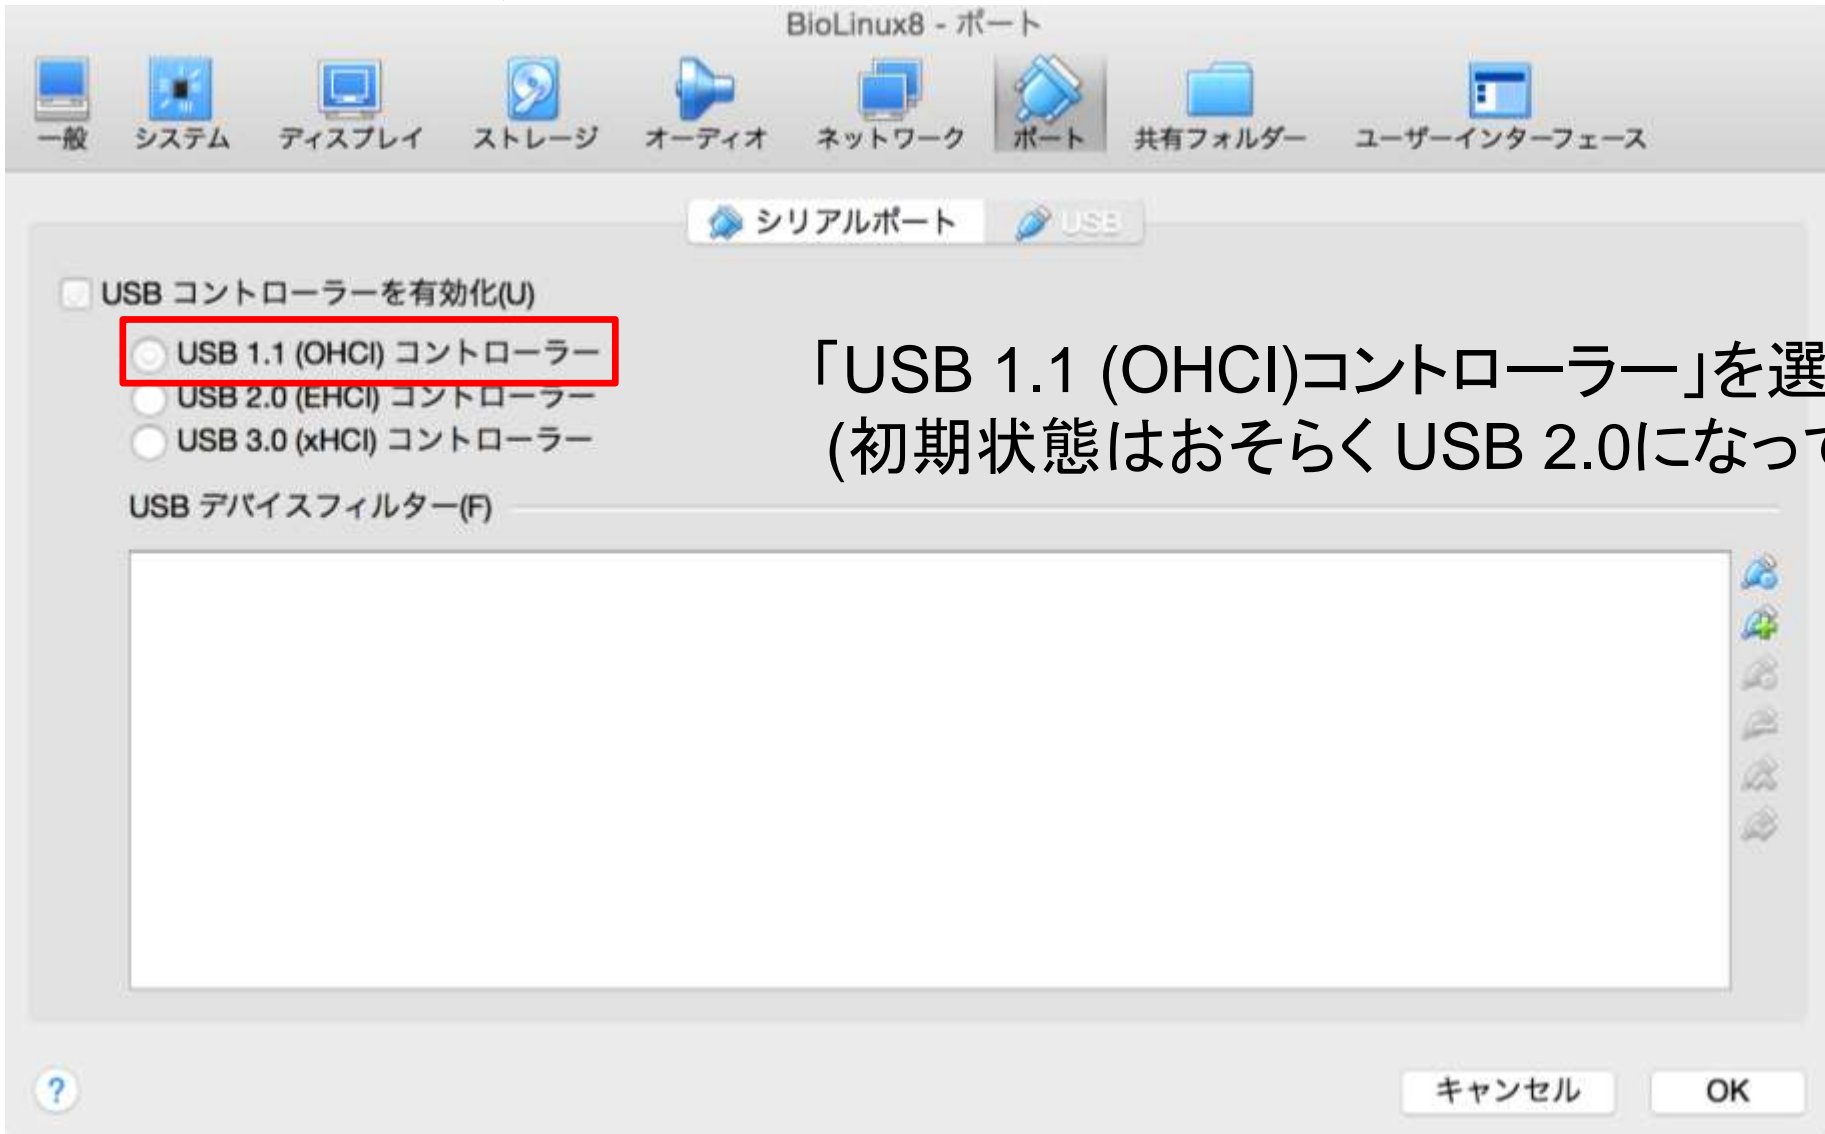 BioLinux8 - ポート
一般 システム ディスプレイ ストレージ オーディオ ネットワーク ポート 共有フォルダー ユーザーインターフェース
シリアルポート USB
USB コントローラーを有効化(U)
USB 1.1 (OHCI) コントローラー
「USB 1.1 (OHCI)コントローラー」を選
USB 2.0 (EHCI) コントローラー
(初期状態はおそらく USB 2.0になって
USB 3.0 (xHCI) コントローラー
USB デバイスフィルター(F)
?
キャンセル OK